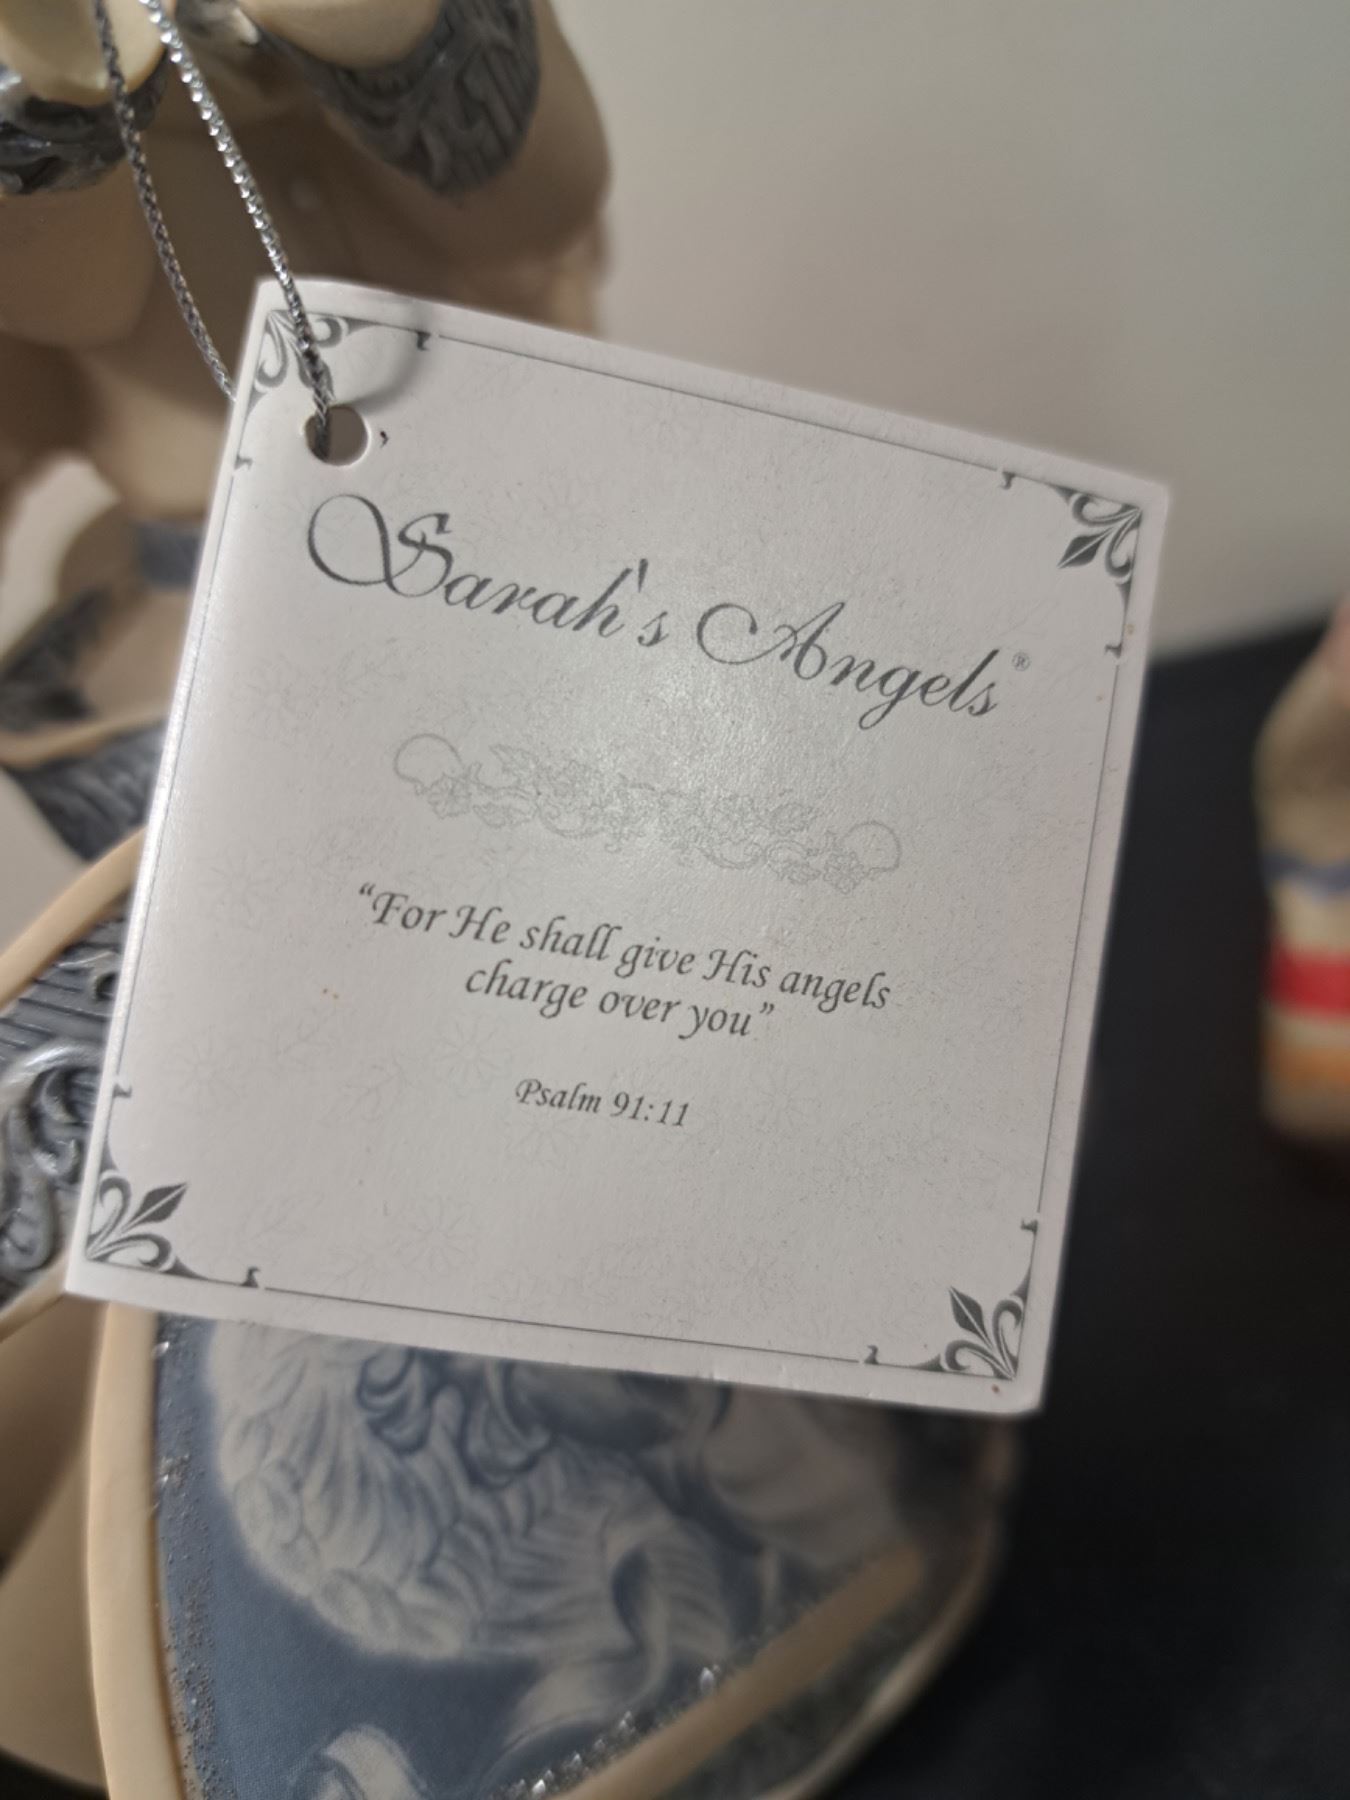 Sarah's Angels®
“For He shall give His angels
charge over you”
Psalm 91:11